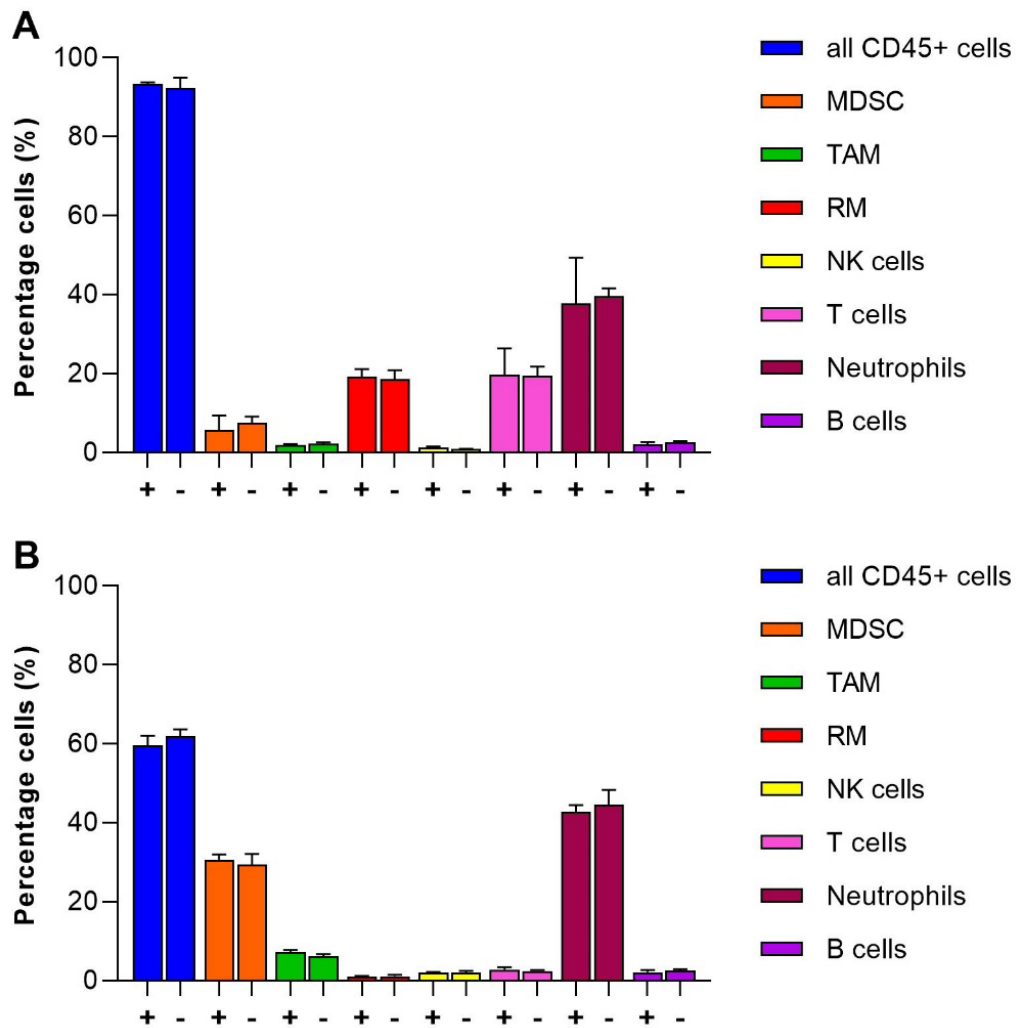 A
Percentage cells (%)
100
80
60
40
20
0
+ - + - + - + - + - + - + - + -
all CD45+ cells
MDSC
TAM
RM
NK cells
T cells
Neutrophils
B cells
B
Percentage cells (%)
100
80
60
40
20
0
+ - + - + - + - + - + - + - + -
all CD45+ cells
MDSC
TAM
RM
NK cells
T cells
Neutrophils
B cells